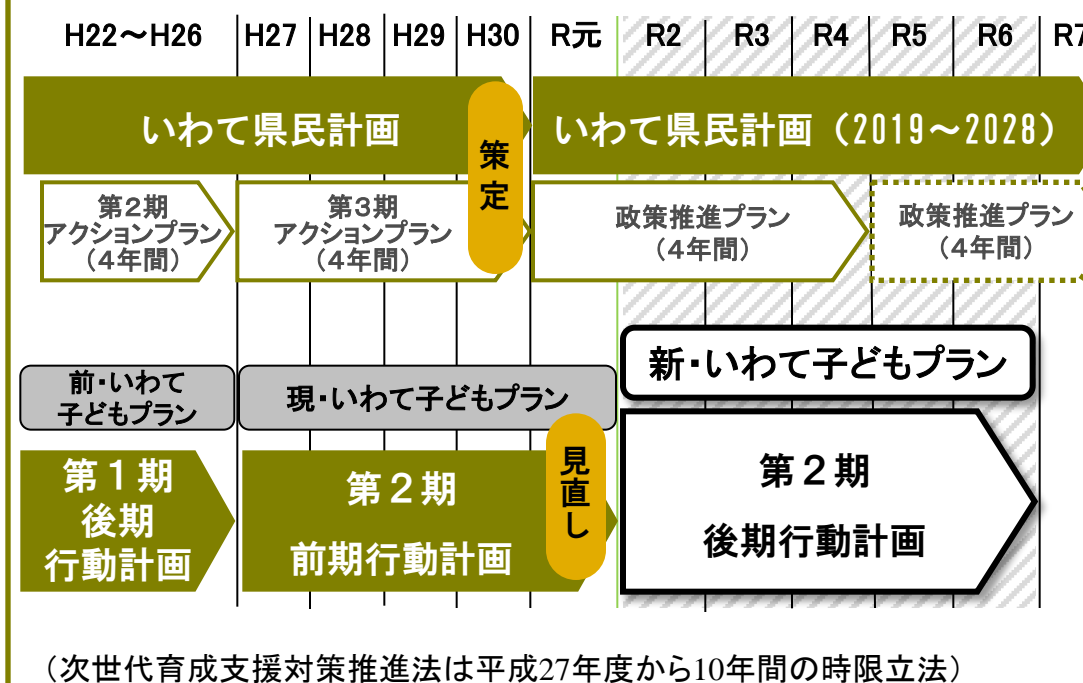 H22～H26 H27 H28 H29 H30 R元 R2 R3 R4 R5 R6 R7
いわて県民計画
策定
いわて県民計画（2019～2028）
第2期
アクションプラン
（4年間）
第3期
アクションプラン
（4年間）
政策推進プラン
（4年間）
政策推進プラン
（4年間）
前・いわて
子どもプラン
現・いわて子どもプラン
新・いわて子どもプラン
第１期
後期
行動計画
第２期
前期行動計画
見直し
第２期
後期行動計画
（次世代育成支援対策推進法は平成27年度から10年間の時限立法）